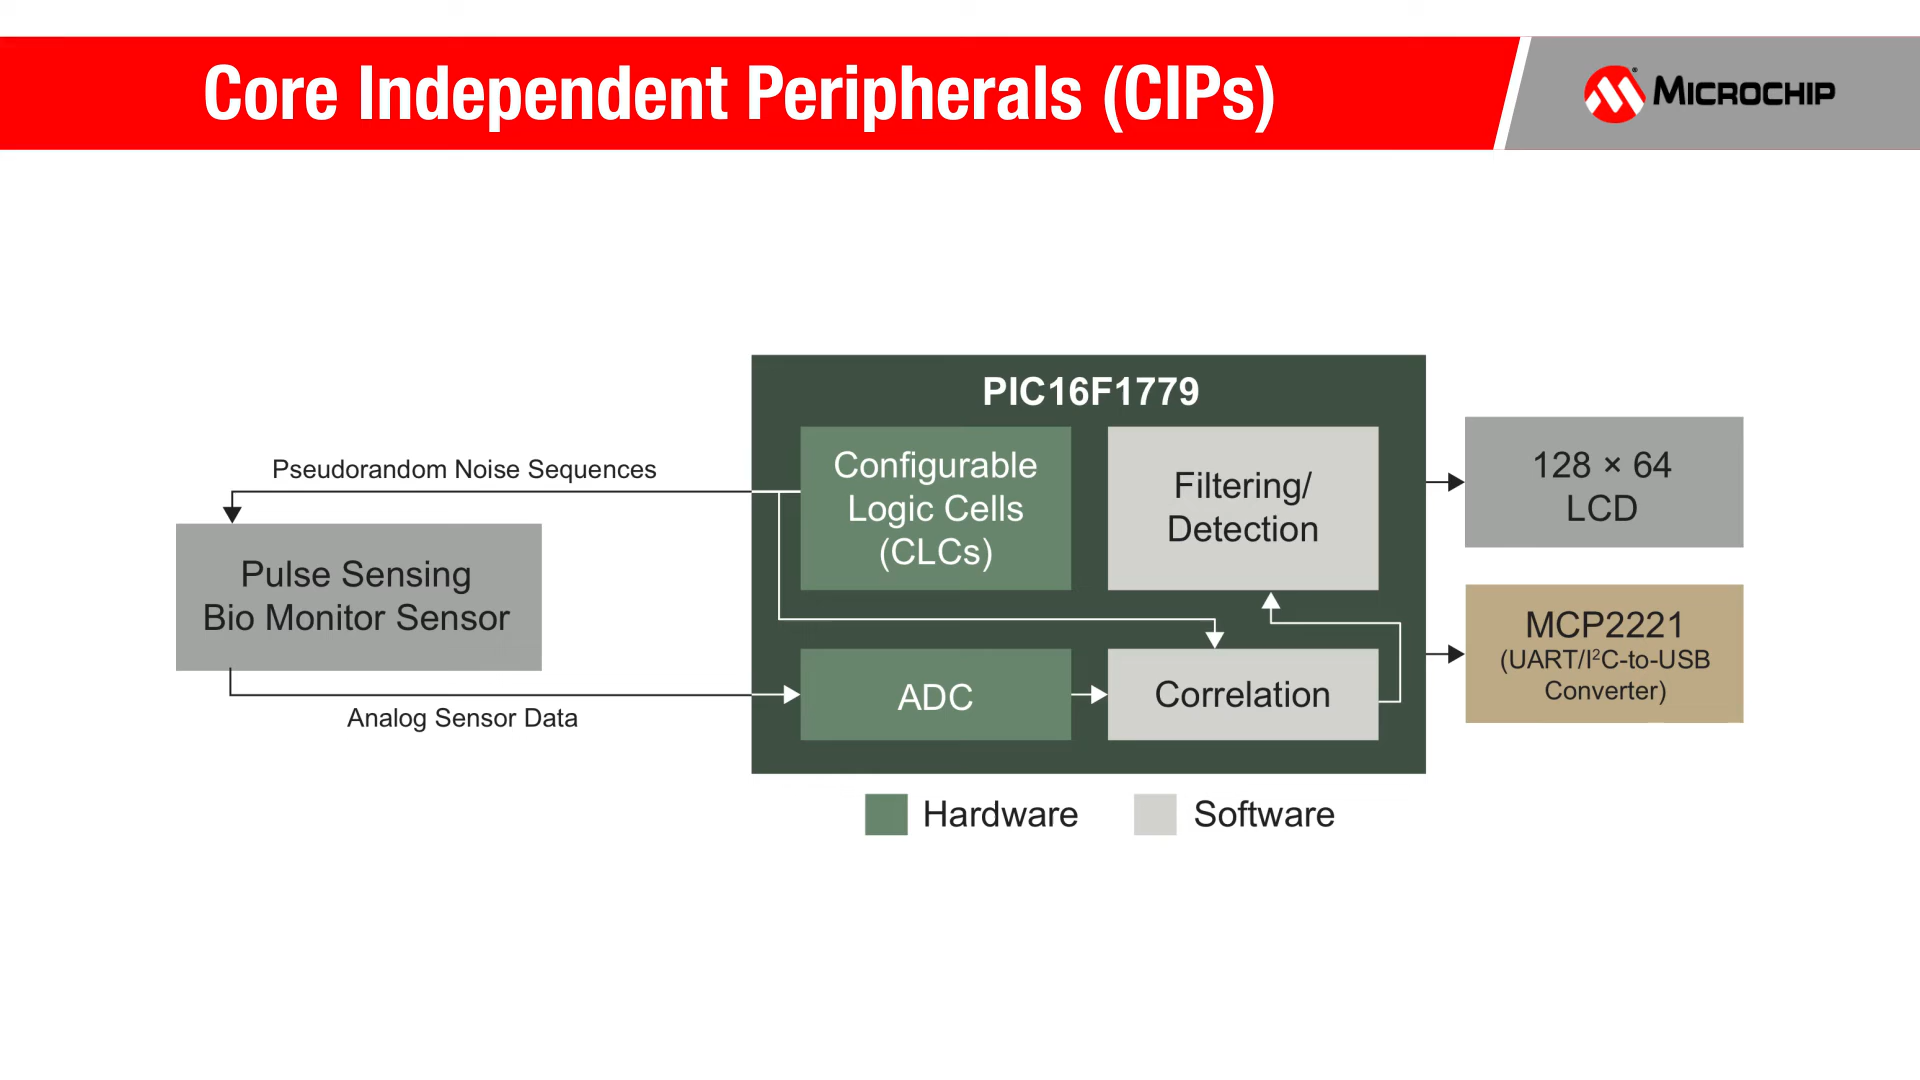 Core Independent Peripherals (CIPs)
MICROCHIP
PIC16F1779
Pseudorandom Noise Sequences
Pulse Sensing
Bio Monitor Sensor
Analog Sensor Data
Configurable
Logic Cells
(CLCs)
Filtering/
Detection
ADC
Correlation
128 × 64
LCD
MCP2221
(UART/I²C-to-USB
Converter)
Hardware
Software